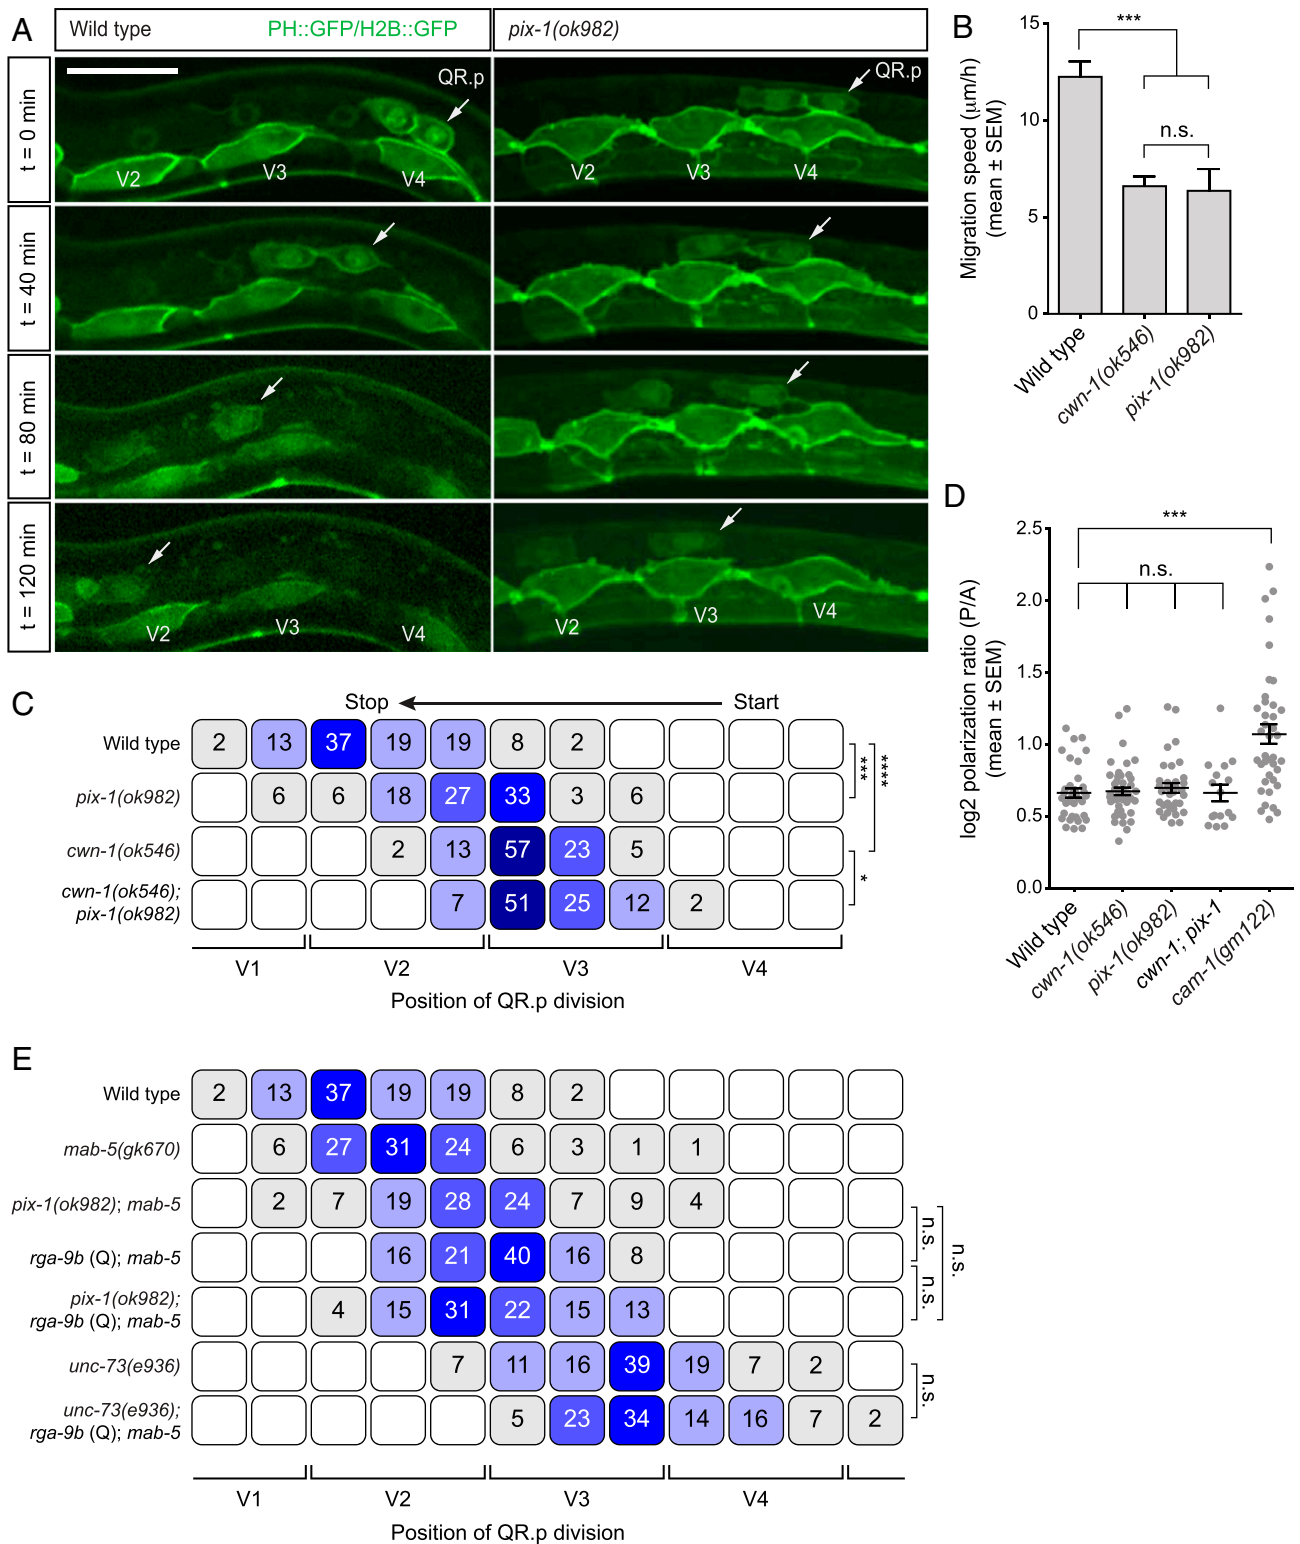 A
Wild type PH::GFP/H2B::GFP pix-1(ok982)
t = 0 min
QR.p
V2 V3 V4
QR.p
V2 V3 V4
t = 40 min
t = 80 min
t = 120 min
V2 V3 V4
V2 V3 V4
B
Migration speed (μm/h)
(mean ± SEM)
15
10
5
0
***
n.s.
Wild type
cwn-1(ok546)
pix-1(ok982)
C
Stop Start
Wild type 2 13 37 19 19 8 2
pix-1(ok982) 6 6 18 27 33 3 6
cwn-1(ok546) 2 13 57 23 5
cwn-1(ok546);
pix-1(ok982) 7 51 25 12 2
***
****
*
V1 V2 V3 V4
Position of QR.p division
D
log2 polarization ratio (P/A)
(mean ± SEM)
2.5
2.0
1.5
1.0
0.5
0.0
***
n.s.
Wild type
cwn-1(ok546)
pix-1(ok982)
cwn-1; pix-1
cam-1(gm122)
E
Wild type 2 13 37 19 19 8 2
mab-5(gk670) 6 27 31 24 6 3 1 1
pix-1(ok982); mab-5 2 7 19 28 24 7 9 4
rga-9b (Q); mab-5 16 21 40 16 8
pix-1(ok982);
rga-9b (Q); mab-5 4 15 31 22 15 13
unc-73(e936) 7 11 16 39 19 7 2
unc-73(e936);
rga-9b (Q); mab-5 5 23 34 14 16 7 2
n.s.
n.s.
n.s.
n.s.
V1 V2 V3 V4
Position of QR.p division